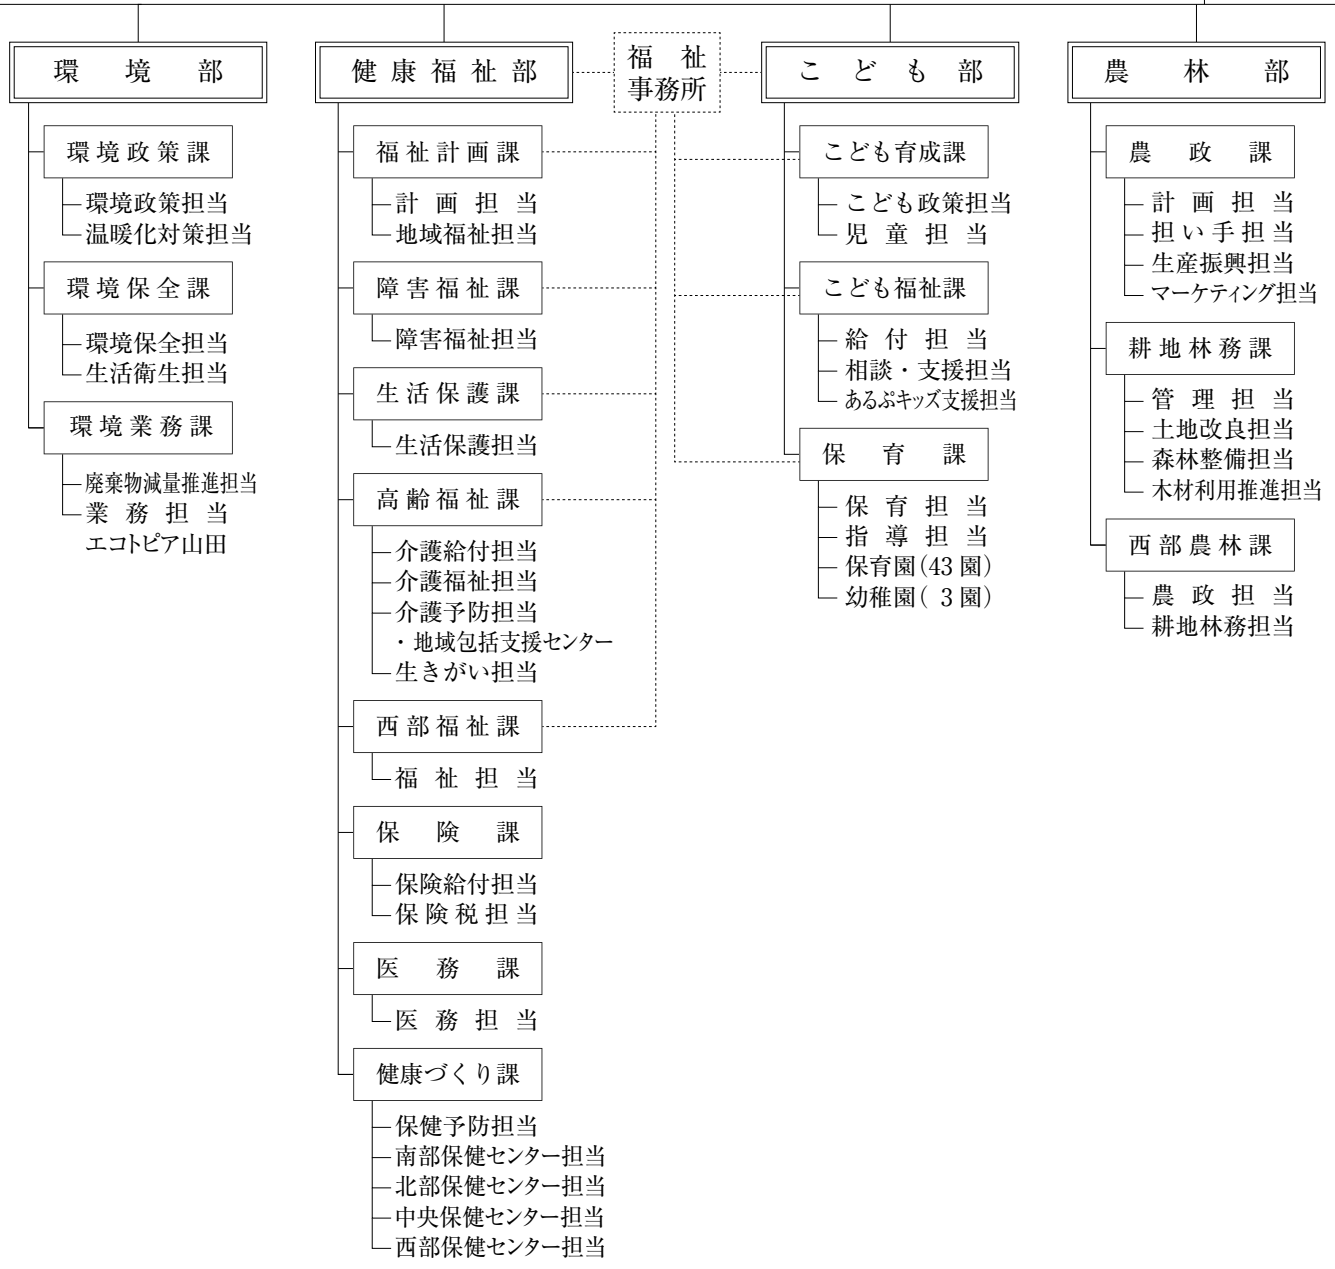 環境部
環境政策課
環境政策担当
温暖化対策担当
環境保全課
環境保全担当
生活衛生担当
環境業務課
廃棄物減量推進担当
業務担当
エコトピア山田
健康福祉部
福祉計画課
計画担当
地域福祉担当
障害福祉課
障害福祉担当
生活保護課
生活保護担当
高齢福祉課
介護給付担当
介護福祉担当
介護予防担当
・地域包括支援センター
生きがい担当
西部福祉課
福祉担当
保険課
保険給付担当
保険税担当
医務課
医務担当
健康づくり課
保健予防担当
南部保健センター担当
北部保健センター担当
中央保健センター担当
西部保健センター担当
福祉
事務所
こども部
こども育成課
こども政策担当
児童担当
こども福祉課
給付担当
相談・支援担当
あるぷキッズ支援担当
保育課
保育担当
指導担当
保育園(43園)
幼稚園( 3園)
農林部
農政課
計画担当
担い手担当
生産振興担当
マーケティング担当
耕地林務課
管理担当
土地改良担当
森林整備担当
木材利用推進担当
西部農林課
農政担当
耕地林務担当